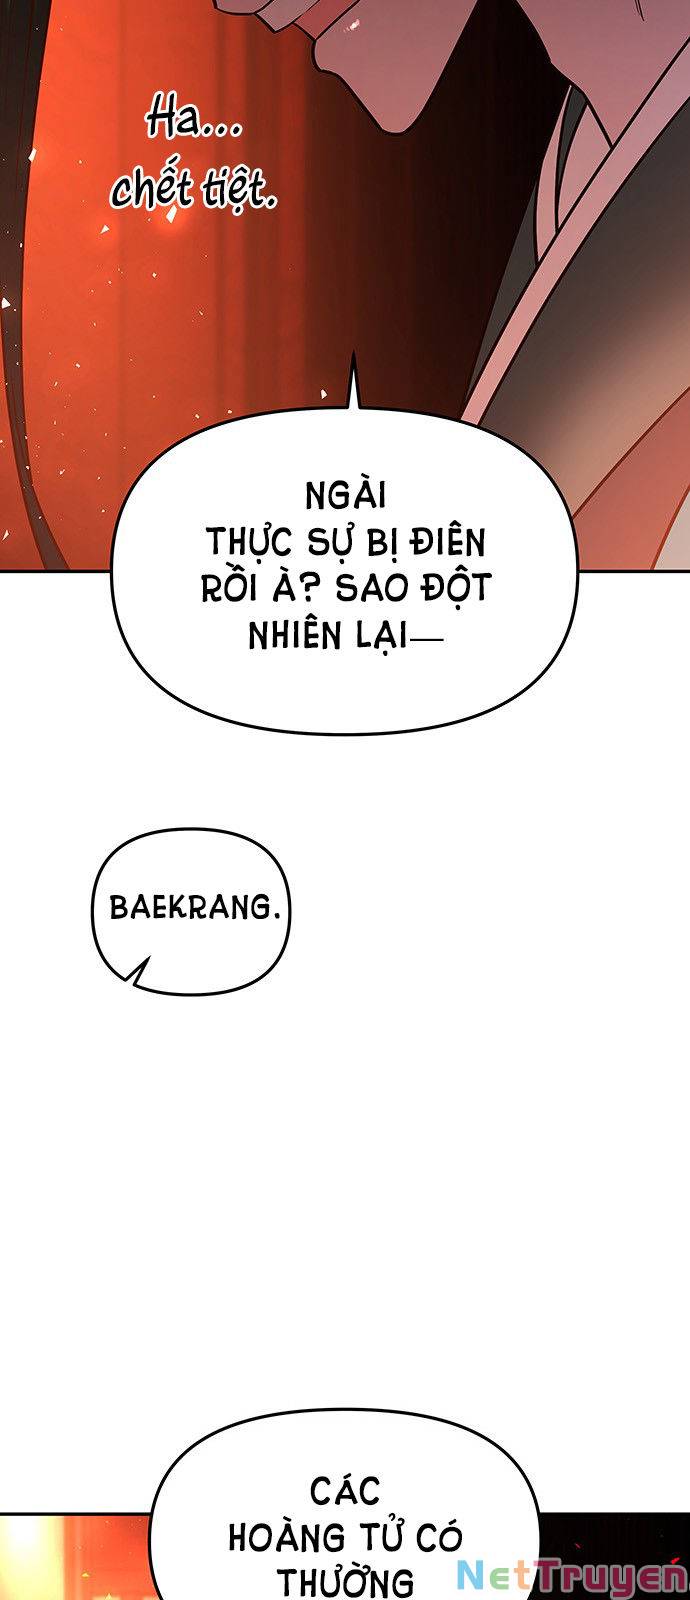 Ha...
chết tiệt.
NGÀI
THỰC SỰ BỊ ĐIÊN
RỒI À? SAO ĐỘT
NHIÊN LẠI—
BAEKRANG.
CÁC
HOÀNG TỬ CÓ
THƯỜNG
NetTruyen